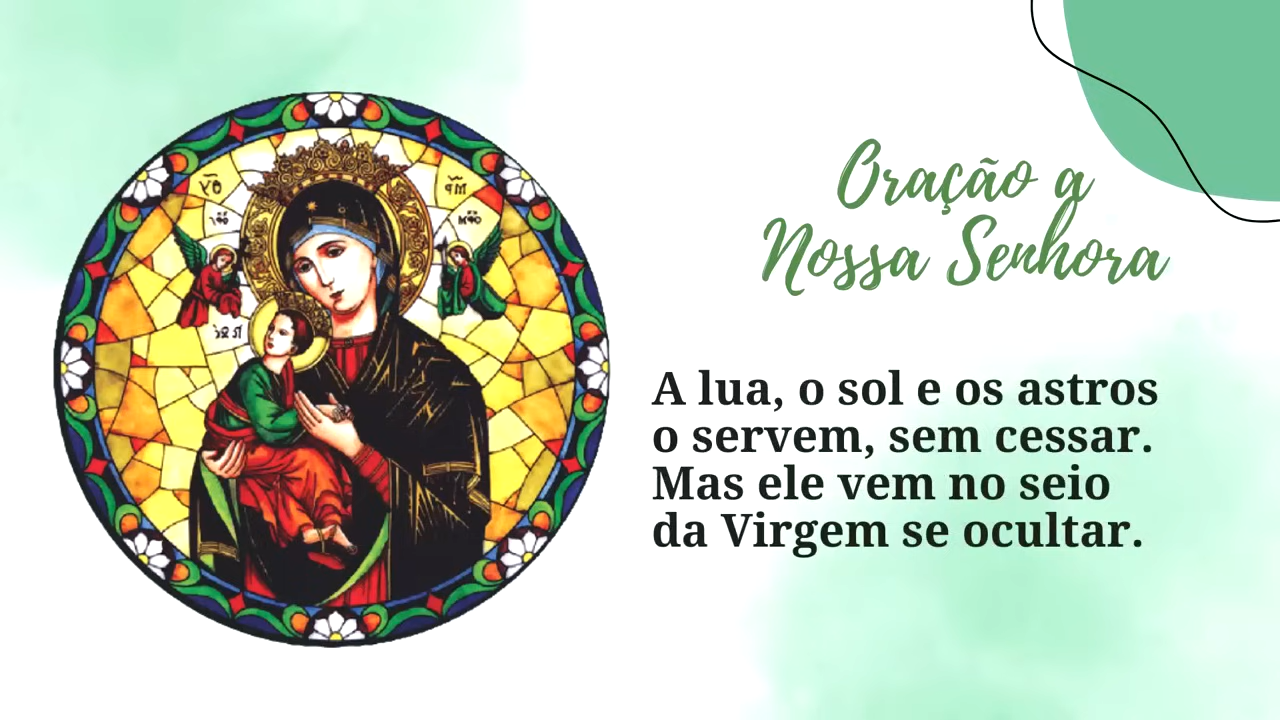 Oração a
Nossa Senhora
A lua, o sol e os astros
o servem, sem cessar.
Mas ele vem no seio
da Virgem se ocultar.